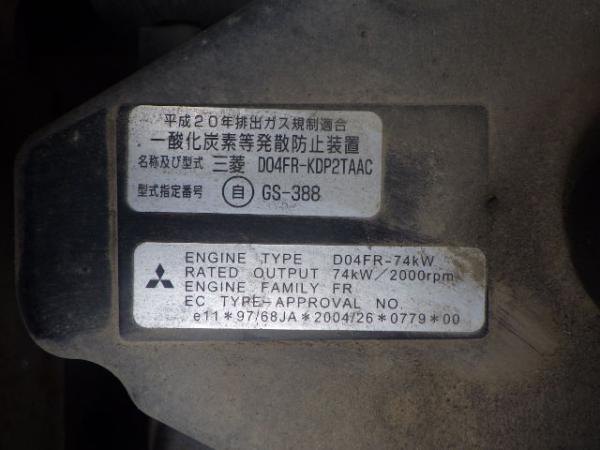 平成20年排出ガス規制適合
一酸化炭素等発散防止装置
名称及び型式 三菱 D04FR-KDP2TAAC
型式指定番号 自 GS-388
ENGINE TYPE D04FR-74kW
RATED OUTPUT 74kW/2000rpm
ENGINE FAMILY FR
EC TYPE-APPROVAL NO.
e11*97/68JA*2004/26*0779*00